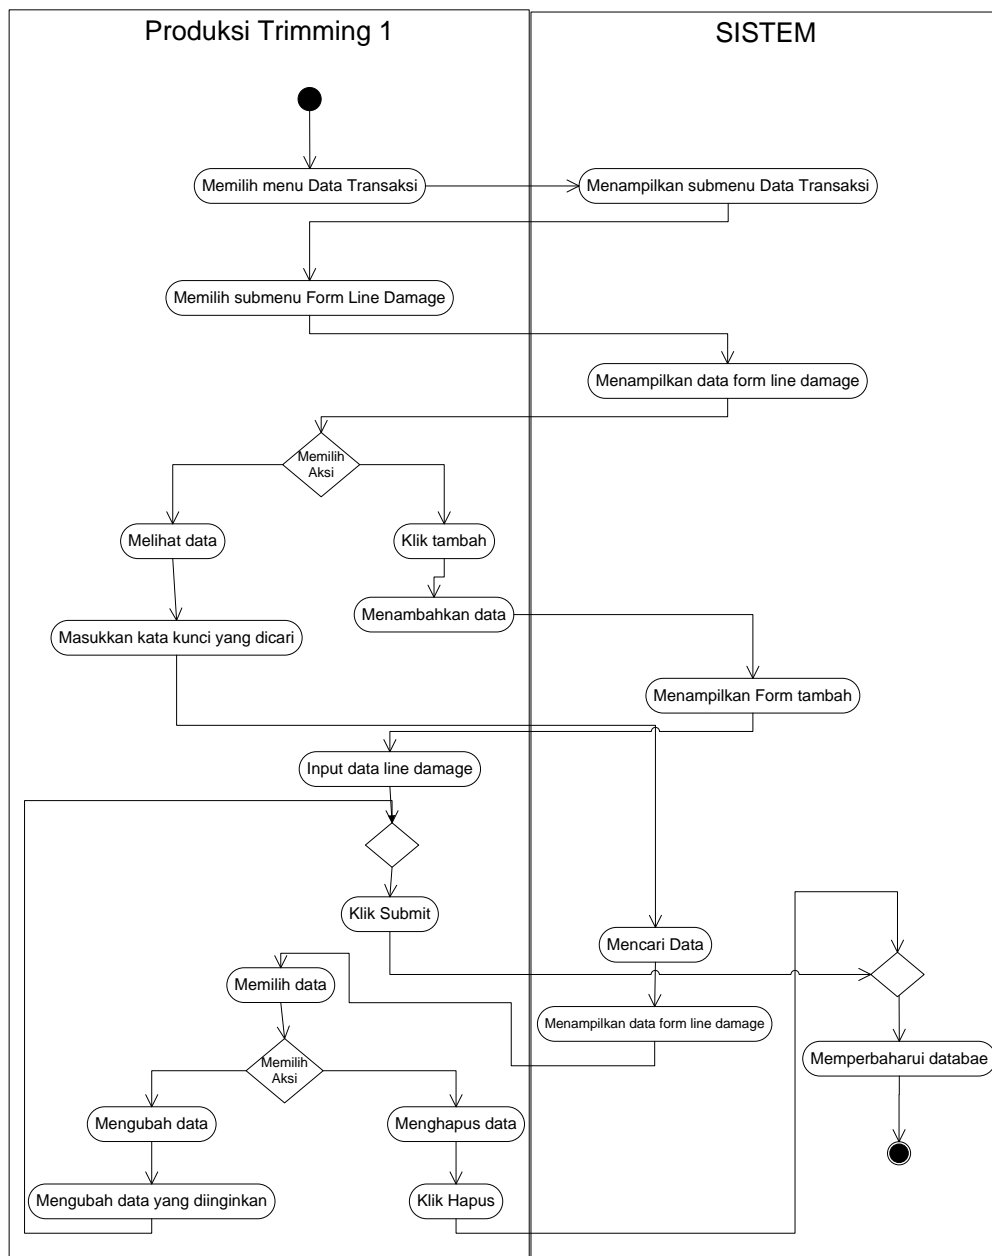 Produksi Trimming 1
SISTEM
Memilih menu Data Transaksi
Menampilkan submenu Data Transaksi
Memilih submenu Form Line Damage
Menampilkan data form line damage
Memilih
Aksi
Melihat data
Klik tambah
Menambahkan data
Masukkan kata kunci yang dicari
Menampilkan Form tambah
Input data line damage
Klik Submit
Mencari Data
Memilih data
Menampilkan data form line damage
Memilih
Aksi
Memperbaharui databae
Mengubah data
Menghapus data
Mengubah data yang diinginkan
Klik Hapus